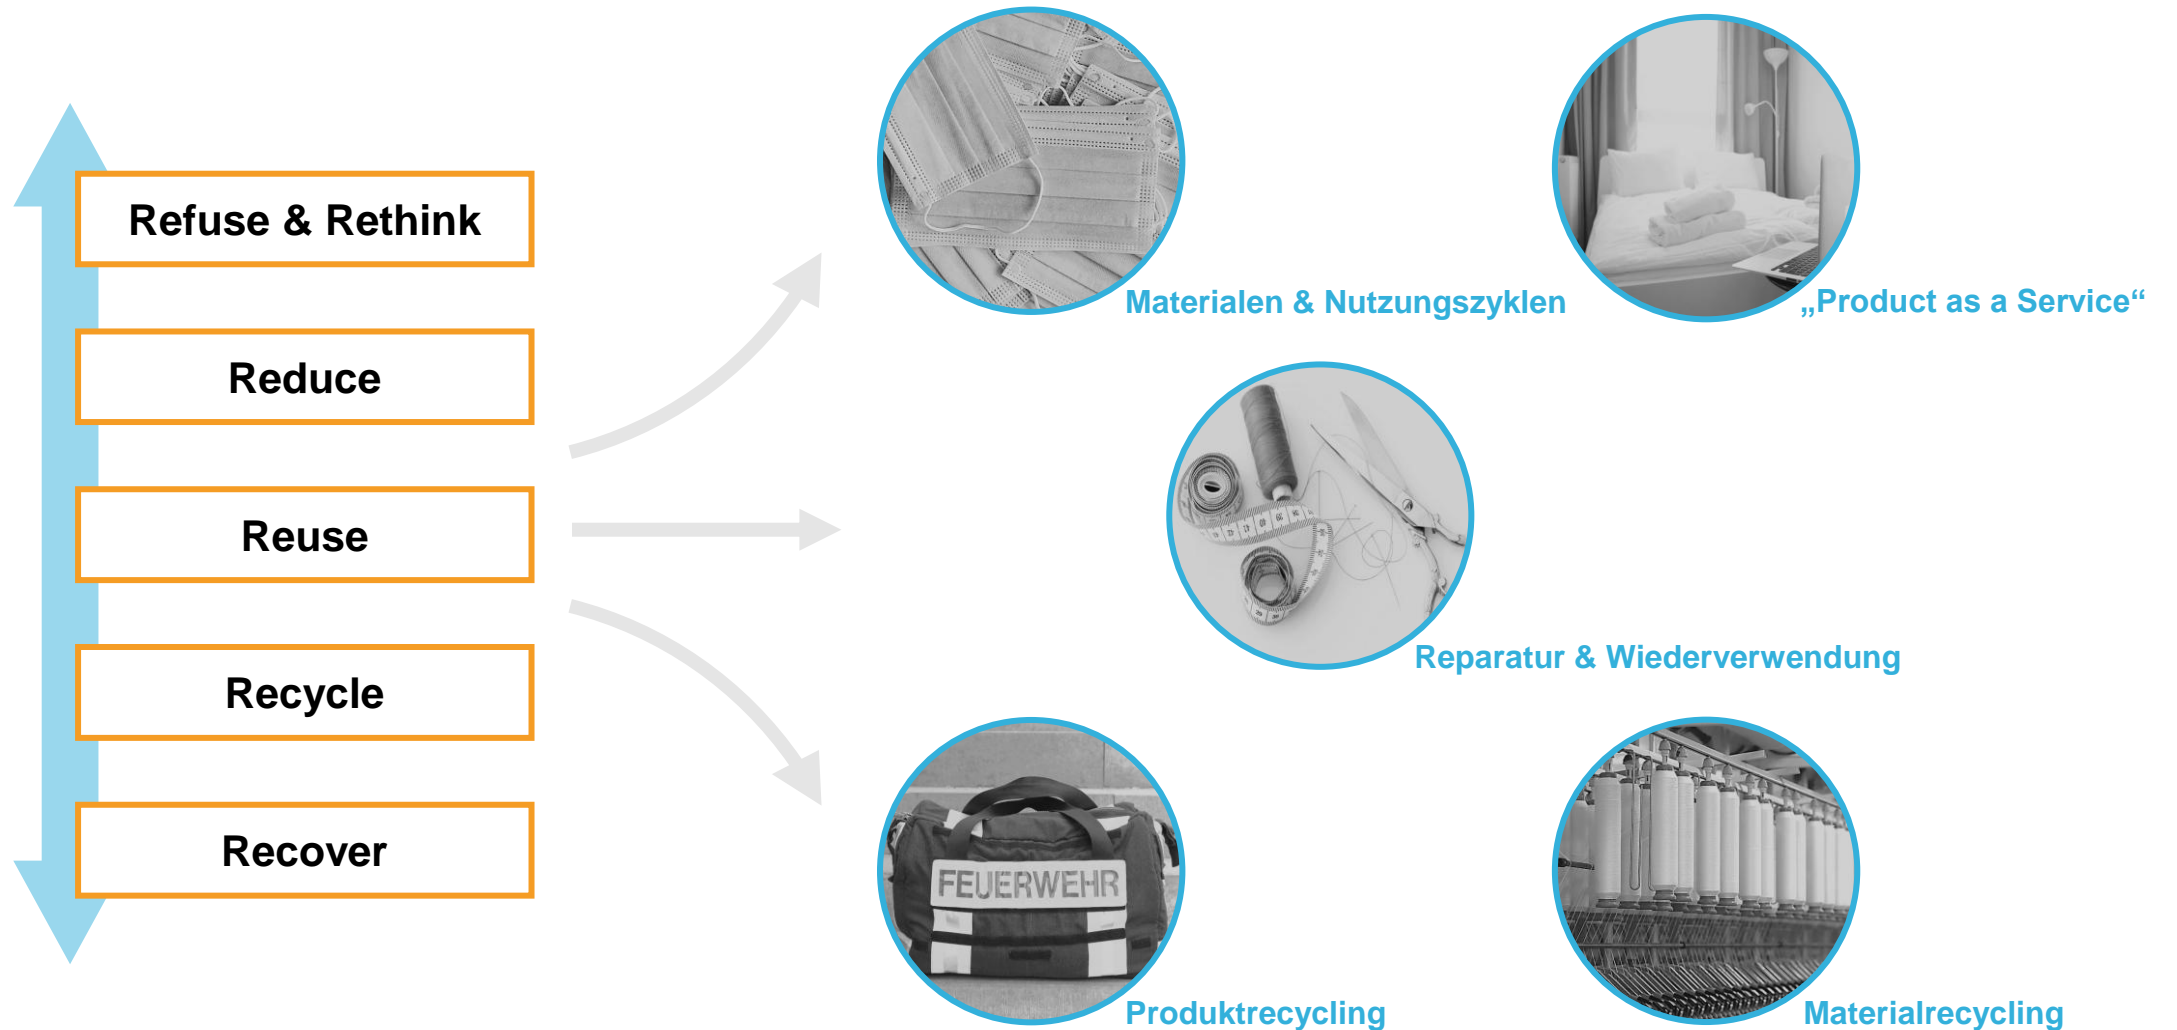 Refuse & Rethink
Reduce
Reuse
Recycle
Recover
Materialen & Nutzungszyklen
„Product as a Service“
Reparatur & Wiederverwendung
FEUERWEHR
Produktrecycling
Materialrecycling